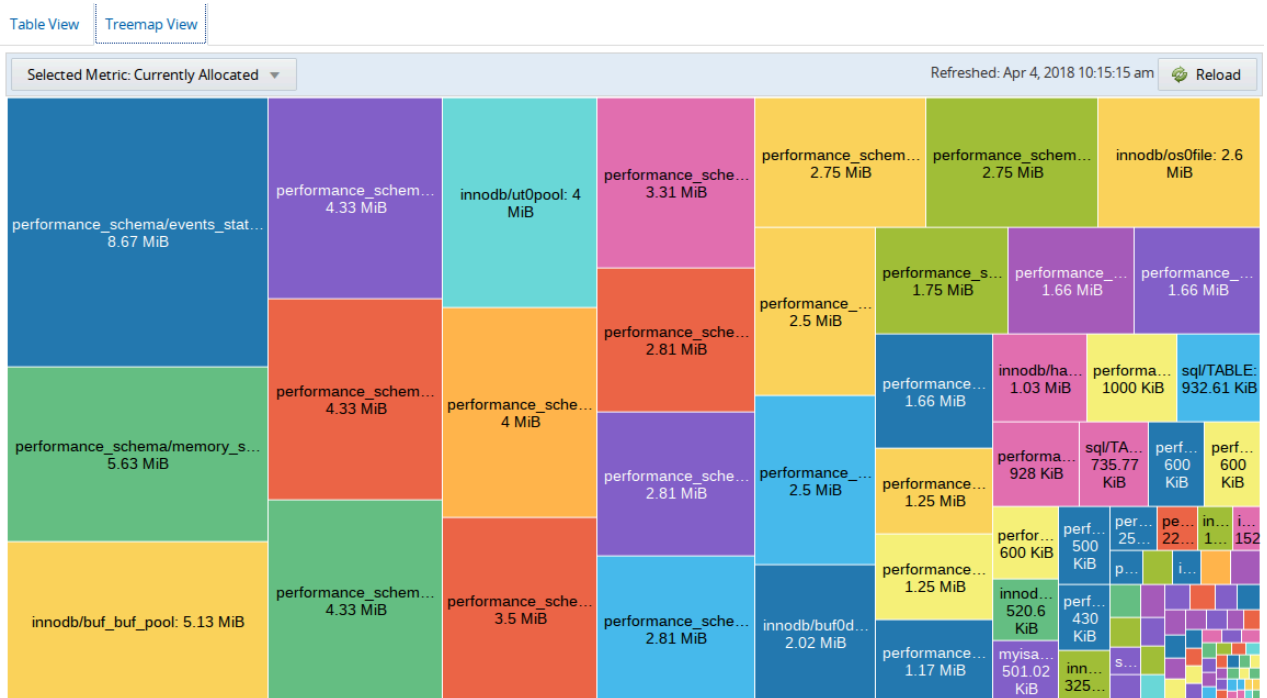 Table View
Treemap View
Selected Metric: Currently Allocated
Refreshed: Apr 4, 2018 10:15:15 am
Reload
performance_schema/events_stat...
8.67 MiB
performance_schema/memory_s...
5.63 MiB
innodb/buf_buf_pool: 5.13 MiB
performance_schem...
4.33 MiB
performance_schem...
4.33 MiB
performance_schem...
4.33 MiB
innodb/ut0pool: 4
MiB
performance_sche...
4 MiB
performance_sche...
3.5 MiB
performance_sche...
3.31 MiB
performance_sche...
2.81 MiB
performance_sche...
2.81 MiB
performance_sche...
2.81 MiB
performance_schem...
2.75 MiB
performance_schem...
2.75 MiB
innodb/os0file: 2.6
MiB
performance_...
2.5 MiB
performance_...
2.5 MiB
innodb/buf0d...
2.02 MiB
performance_s...
1.75 MiB
performance_...
1.66 MiB
performance_...
1.66 MiB
performance...
1.66 MiB
performance...
1.25 MiB
performance...
1.25 MiB
performance...
1.17 MiB
innodb/ha...
1.03 MiB
performa...
1000 KiB
sql/TABLE:
932.61 KiB
performa...
928 KiB
sql/TA...
735.77
KiB
perf...
600
KiB
perf...
600
KiB
perfor...
600 KiB
innod...
520.6
KiB
myisa...
501.02
KiB
perf...
500
KiB
perf...
430
KiB
inn...
325...
per...
25...
pe...
22...
in...
1...
i...
152
p...
i...
s...